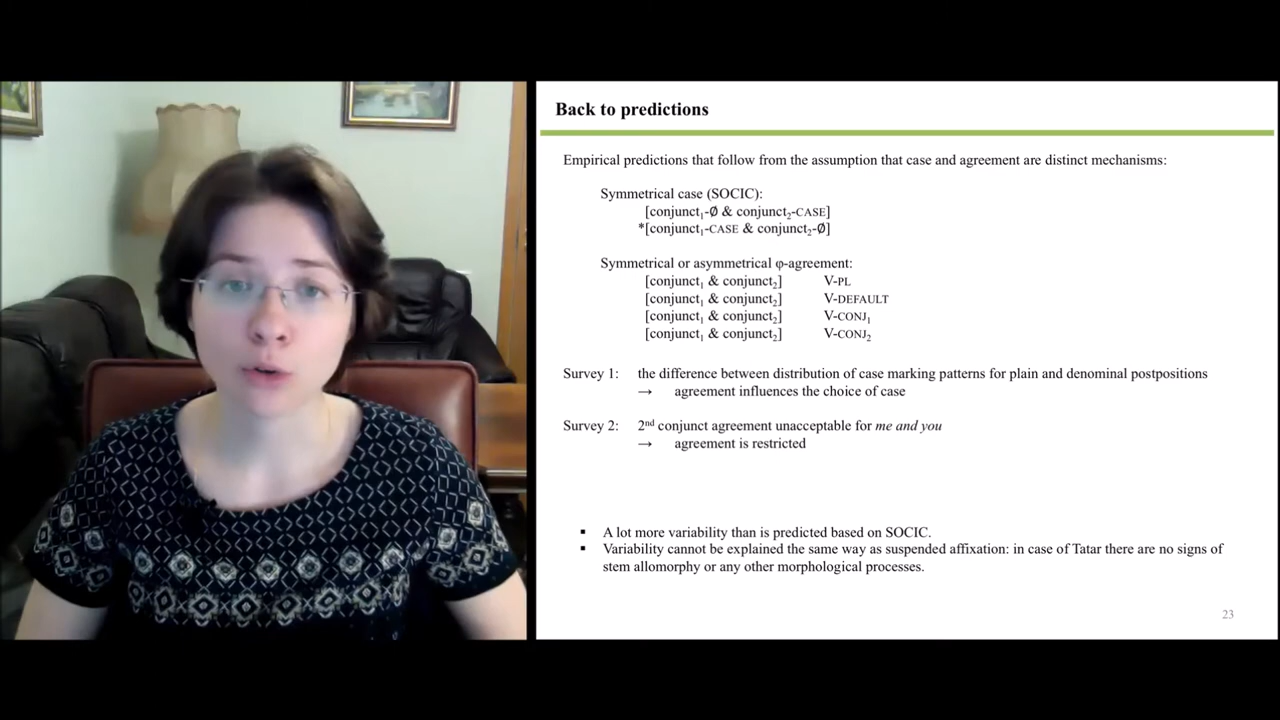 Back to predictions
Empirical predictions that follow from the assumption that case and agreement are distinct mechanisms:
Symmetrical case (SOCIC):
[conjunct₁-Ø & conjunct₂-CASE]
*[conjunct₁-CASE & conjunct₂-Ø]
Symmetrical or asymmetrical φ-agreement:
[conjunct₁ & conjunct₂] V-PL
[conjunct₁ & conjunct₂] V-DEFAULT
[conjunct₁ & conjunct₂] V-CONJ₁
[conjunct₁ & conjunct₂] V-CONJ₂
Survey 1: the difference between distribution of case marking patterns for plain and denominal postpositions
→ agreement influences the choice of case
Survey 2: 2nd conjunct agreement unacceptable for me and you
→ agreement is restricted
▪ A lot more variability than is predicted based on SOCIC.
▪ Variability cannot be explained the same way as suspended affixation: in case of Tatar there are no signs of
stem allomorphy or any other morphological processes.
23